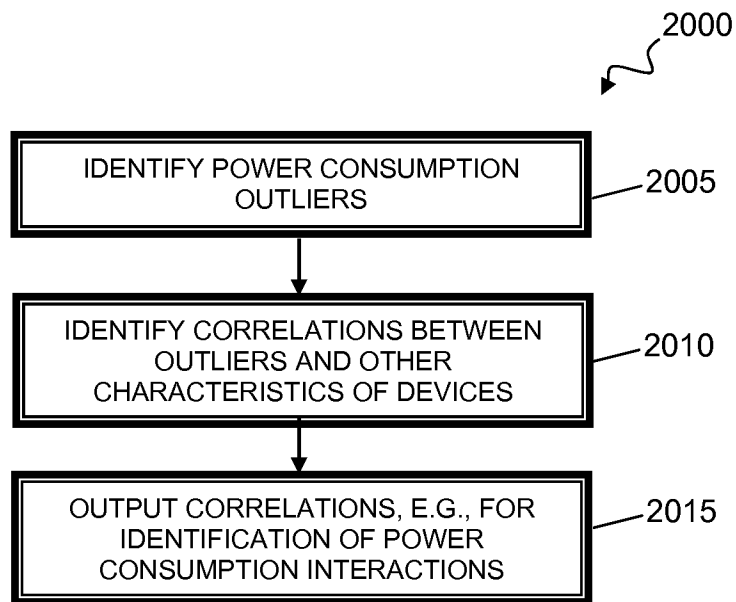 2000
IDENTIFY POWER CONSUMPTION
OUTLIERS
2005
IDENTIFY CORRELATIONS BETWEEN
OUTLIERS AND OTHER
CHARACTERISTICS OF DEVICES
2010
OUTPUT CORRELATIONS, E.G., FOR
IDENTIFICATION OF POWER
CONSUMPTION INTERACTIONS
2015